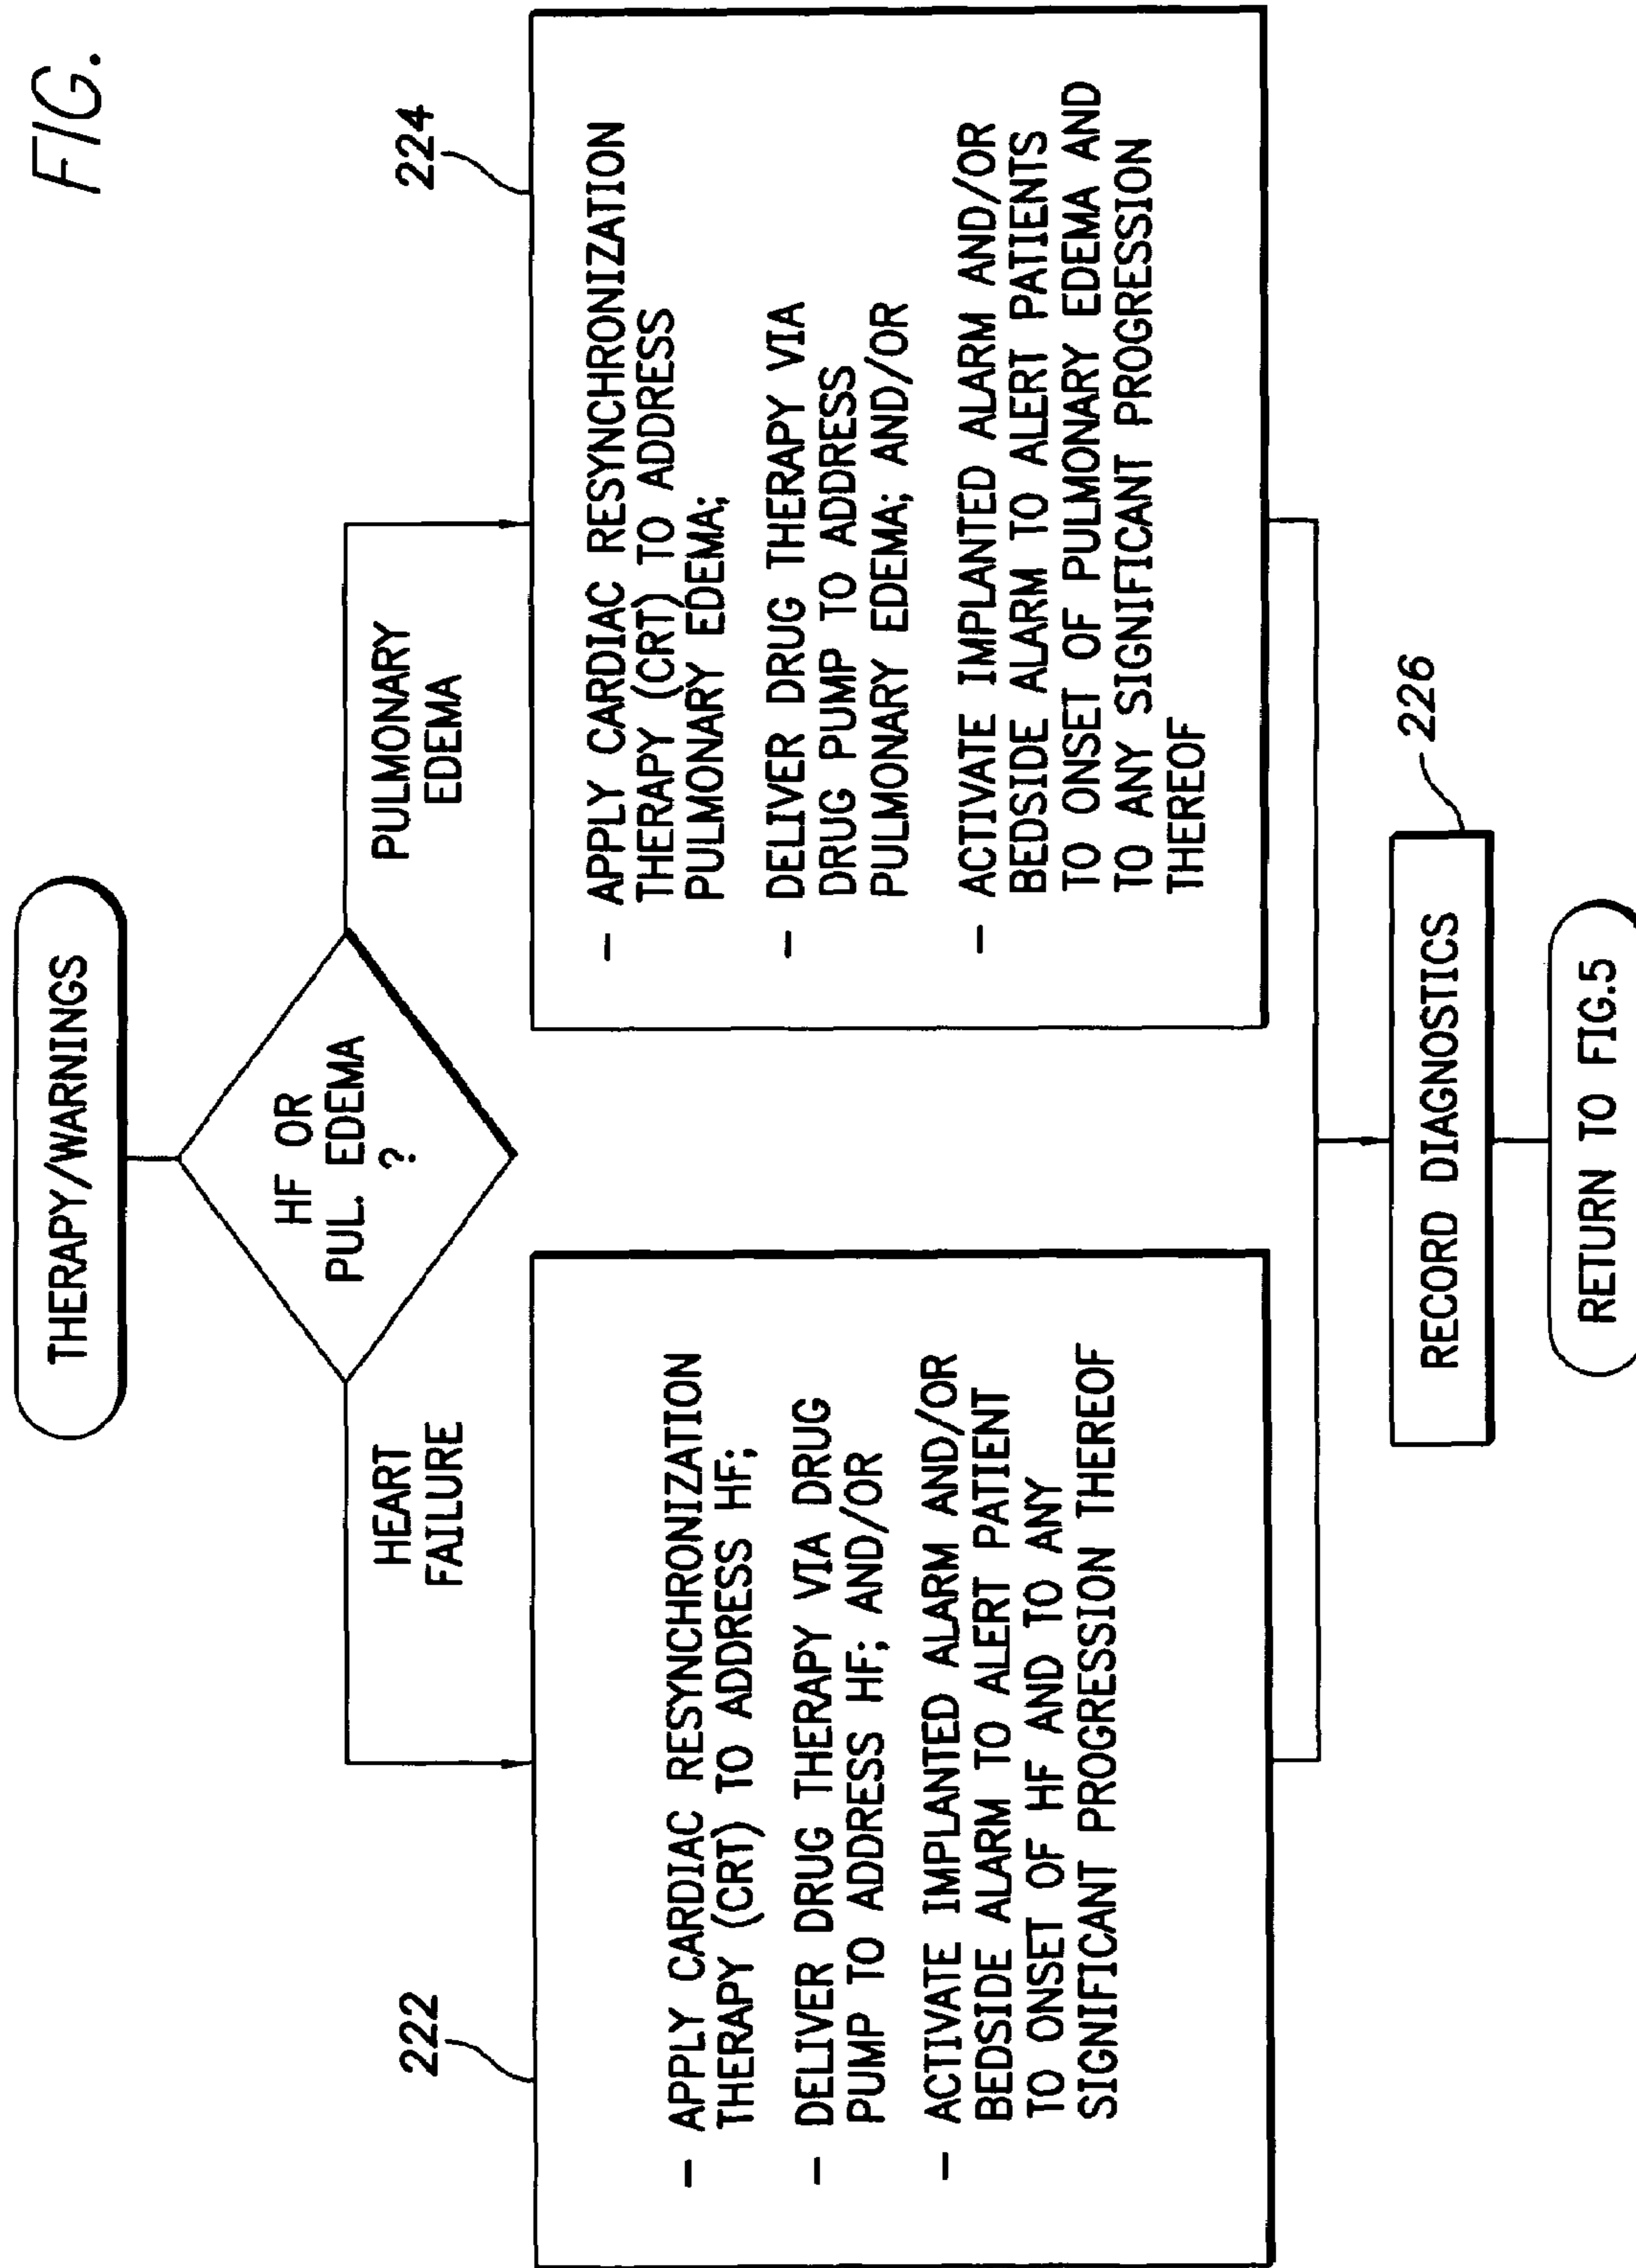 FIG.
THERAPY/WARNINGS
HF OR
PUL. EDEMA
?
HEART
FAILURE
PULMONARY
EDEMA
222
- APPLY CARDIAC RESYNCHRONIZATION
THERAPY (CRT) TO ADDRESS HF;
- DELIVER DRUG THERAPY VIA DRUG
PUMP TO ADDRESS HF; AND/OR
- ACTIVATE IMPLANTED ALARM AND/OR
BEDSIDE ALARM TO ALERT PATIENT
TO ONSET OF HF AND TO ANY
SIGNIFICANT PROGRESSION THEREOF
224
- APPLY CARDIAC RESYNCHRONIZATION
THERAPY (CRT) TO ADDRESS
PULMONARY EDEMA;
- DELIVER DRUG THERAPY VIA
DRUG PUMP TO ADDRESS
PULMONARY EDEMA; AND/OR
- ACTIVATE IMPLANTED ALARM AND/OR
BEDSIDE ALARM TO ALERT PATIENTS
TO ONSET OF PULMONARY EDEMA AND
TO ANY SIGNIFICANT PROGRESSION
THEREOF
226
RECORD DIAGNOSTICS
RETURN TO FIG.5